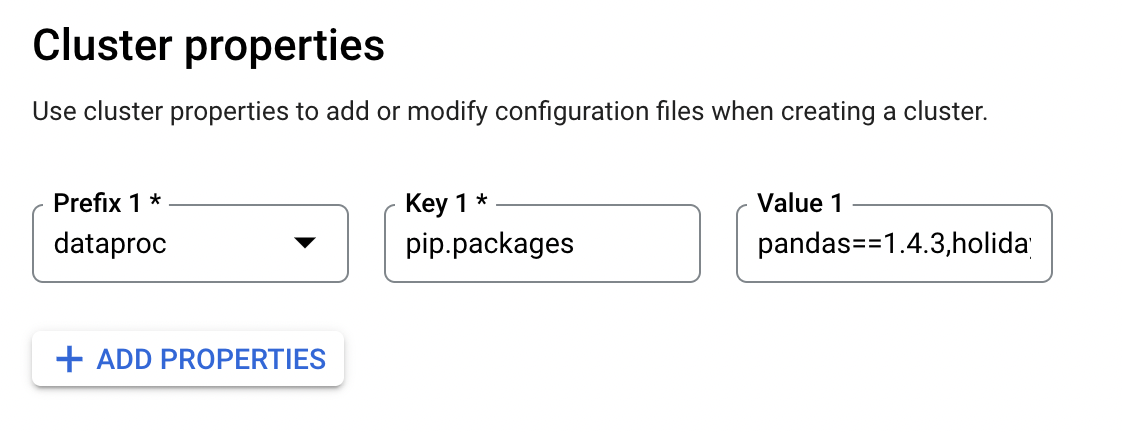 Cluster properties
Use cluster properties to add or modify configuration files when creating a cluster.
Prefix 1 * Key 1 * Value 1
dataproc pip.packages pandas==1.4.3,holiday
ADD PROPERTIES